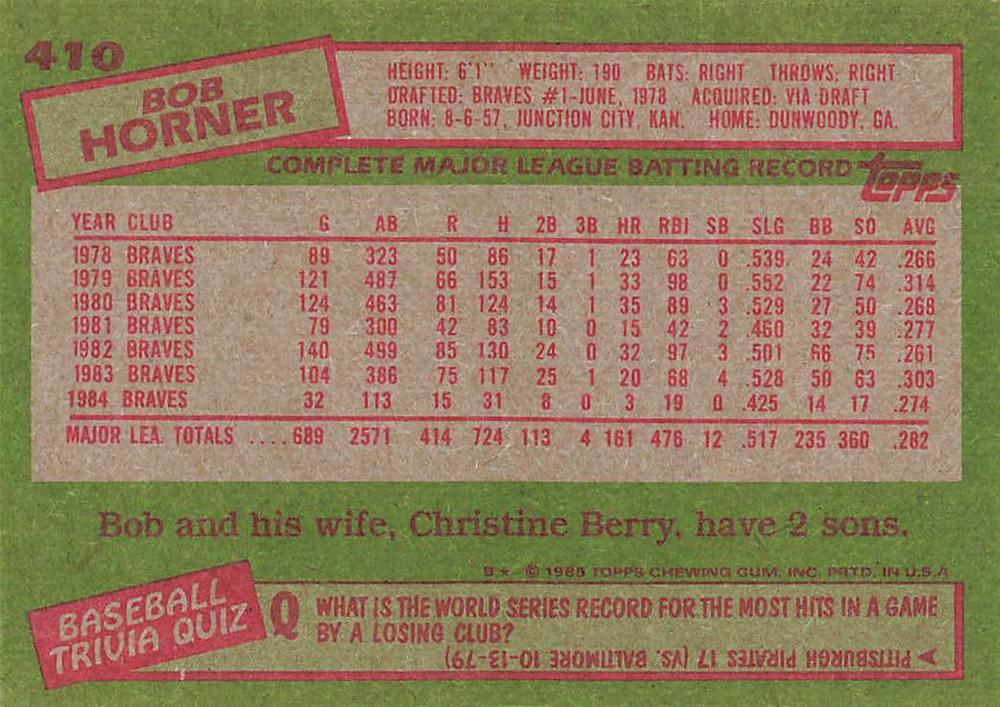 410
BOB
HORNER
HEIGHT: 6'1" WEIGHT: 190 BATS: RIGHT THROWS: RIGHT
DRAFTED: BRAVES #1-JUNE, 1978 ACQUIRED: VIA DRAFT
BORN: 8-6-57, JUNCTION CITY, KAN. HOME: DUNWOODY, GA.
COMPLETE MAJOR LEAGUE BATTING RECORD
TOPPS
YEAR CLUB G AB R H 2B 3B HR RBI SB SLG BB SO AVG
1978 BRAVES 89 323 50 86 17 1 23 63 0 .539 24 42 .266
1979 BRAVES 121 487 66 153 15 1 33 98 0 .552 22 74 .314
1980 BRAVES 124 463 81 124 14 1 35 89 3 .529 27 50 .268
1981 BRAVES 79 300 42 83 10 0 15 42 2 .460 32 39 .277
1982 BRAVES 140 499 85 130 24 0 32 97 3 .501 66 75 .261
1983 BRAVES 104 386 75 117 25 1 20 68 4 .528 50 63 .303
1984 BRAVES 32 113 15 31 8 0 3 19 0 .425 14 17 .274
MAJOR LEA. TOTALS ....689 2571 414 724 113 4 161 476 12 .517 235 360 .282
Bob and his wife, Christine Berry, have 2 sons.
B* © 1985 TOPPS CHEWING GUM, INC. PRTD. IN U.S.A
BASEBALL
TRIVIA QUIZ
Q WHAT IS THE WORLD SERIES RECORD FOR THE MOST HITS IN A GAME
BY A LOSING CLUB?
PITTSBURGH PIRATES 17 (VS. BALTIMORE 10-13-79)